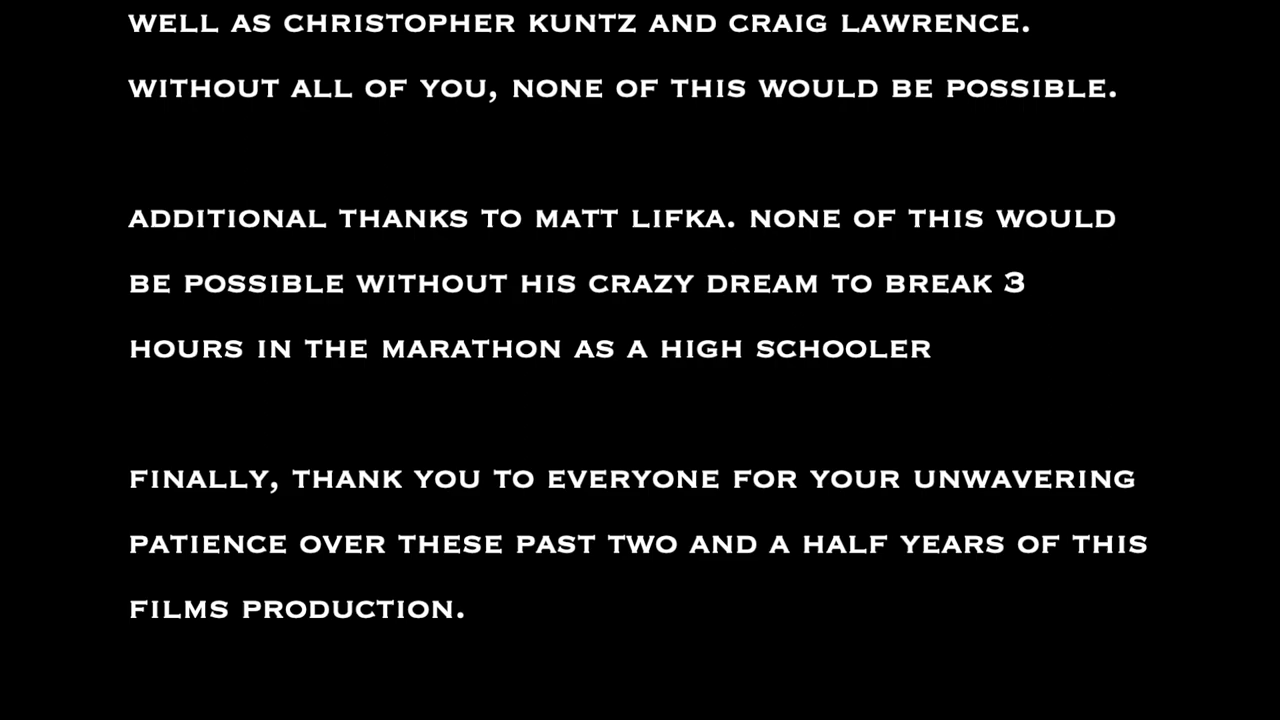 WELL AS CHRISTOPHER KUNTZ AND CRAIG LAWRENCE.
WITHOUT ALL OF YOU, NONE OF THIS WOULD BE POSSIBLE.
ADDITIONAL THANKS TO MATT LIFKA. NONE OF THIS WOULD
BE POSSIBLE WITHOUT HIS CRAZY DREAM TO BREAK 3
HOURS IN THE MARATHON AS A HIGH SCHOOLER
FINALLY, THANK YOU TO EVERYONE FOR YOUR UNWAVERING
PATIENCE OVER THESE PAST TWO AND A HALF YEARS OF THIS
FILMS PRODUCTION.